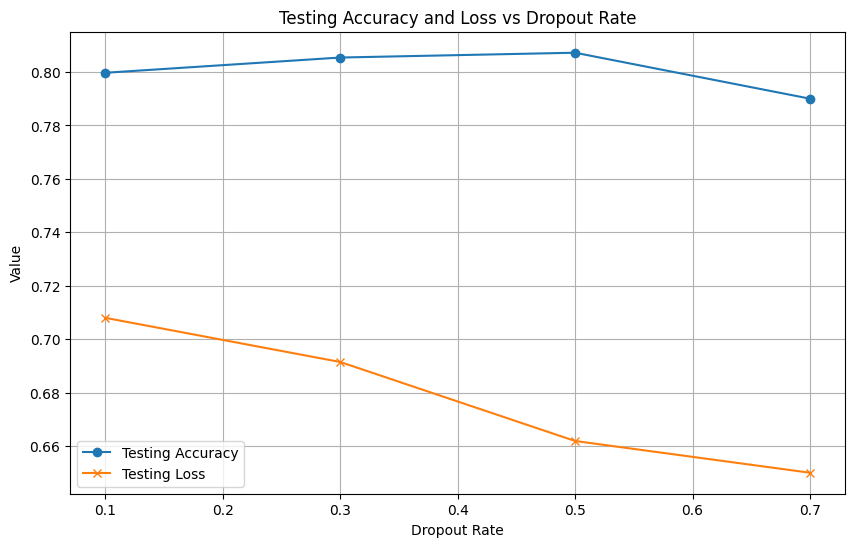 Testing Accuracy and Loss vs Dropout Rate
0.80
0.78
0.76
0.74
0.72
0.70
0.68
0.66
Value
Testing Accuracy
Testing Loss
0.1 0.2 0.3 0.4 0.5 0.6 0.7
Dropout Rate